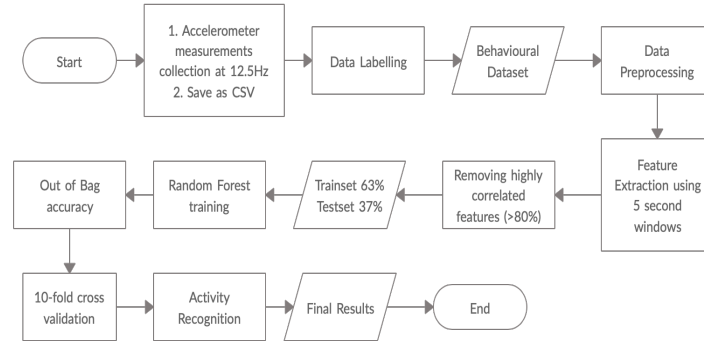 Start
1. Accelerometer
measurements
collection at 12.5Hz
2. Save as CSV
Data Labelling
Behavioural
Dataset
Data
Preprocessing
Feature
Extraction using
5 second
windows
Removing highly
correlated
features (>80%)
Trainset 63%
Testset 37%
Random Forest
training
Out of Bag
accuracy
10-fold cross
validation
Activity
Recognition
Final Results
End